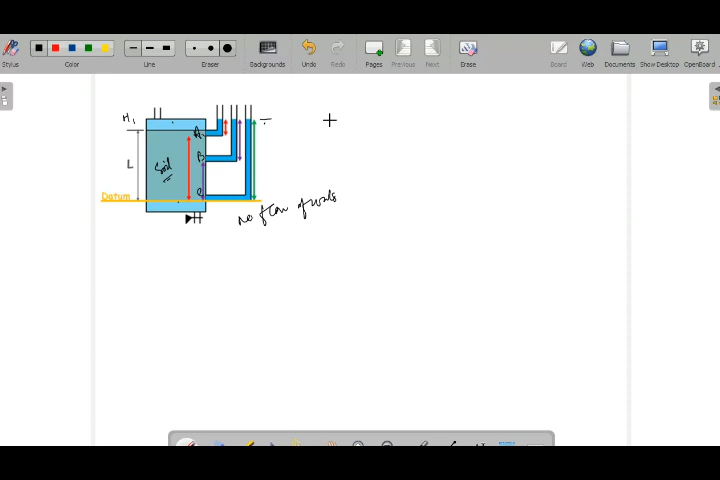 Stylus
Color
Line
Eraser
Backgrounds
Undo
Redo
Pages
Previous
Next
Erase
Board
Web
Documents
Show Desktop
OpenBoard
H1
A
L
Soil
B
C
Datum
no flow of